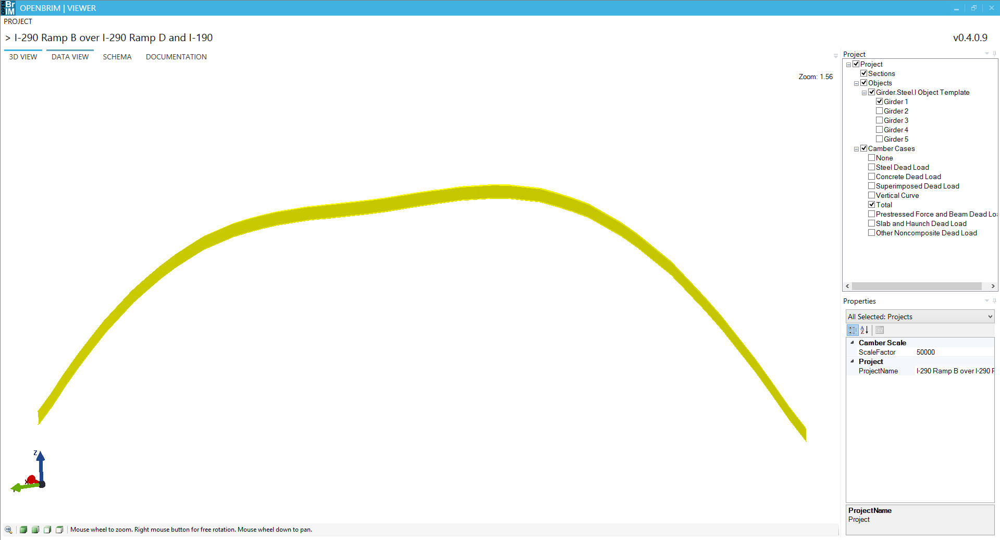 OPEN BrIM OPENBRIM | VIEWER
PROJECT
> I-290 Ramp B over I-290 Ramp D and I-190
v0.4.0.9
3D VIEW DATA VIEW SCHEMA DOCUMENTATION
Zoom: 1.56
Project
Project
Sections
Objects
Girder.Steel.I Object Template
Girder 1
Girder 2
Girder 3
Girder 4
Girder 5
Camber Cases
None
Steel Dead Load
Concrete Dead Load
Superimposed Dead Load
Vertical Curve
Total
Prestressed Force and Beam Dead Lo
Slab and Haunch Dead Load
Other Noncomposite Dead Load
Properties
All Selected: Projects
Camber Scale
ScaleFactor 50000
Project
ProjectName I-290 Ramp B over I-290 R
ProjectName
Project
Z
X
Mouse wheel to zoom. Right mouse button for free rotation. Mouse wheel down to pan.